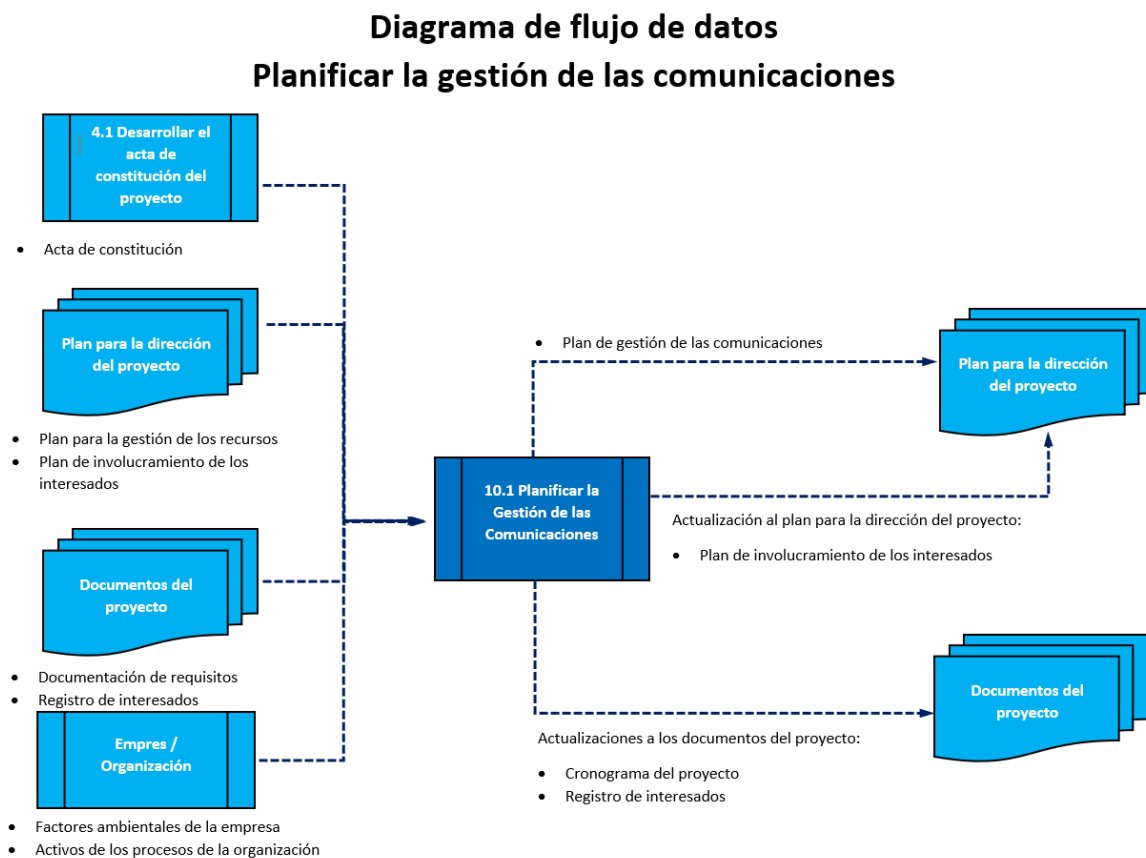 Diagrama de flujo de datos
Planificar la gestión de las comunicaciones
4.1 Desarrollar el
acta de
constitución del
proyecto
• Acta de constitución
Plan para la dirección
del proyecto
• Plan para la gestión de los recursos
• Plan de involucramiento de los
interesados
Documentos del
proyecto
• Documentación de requisitos
• Registro de interesados
Empres /
Organización
• Factores ambientales de la empresa
• Activos de los procesos de la organización
10.1 Planificar la
Gestión de las
Comunicaciones
• Plan de gestión de las comunicaciones
Plan para la dirección
del proyecto
Actualización al plan para la dirección del proyecto:
• Plan de involucramiento de los interesados
Documentos del
proyecto
Actualizaciones a los documentos del proyecto:
• Cronograma del proyecto
• Registro de interesados